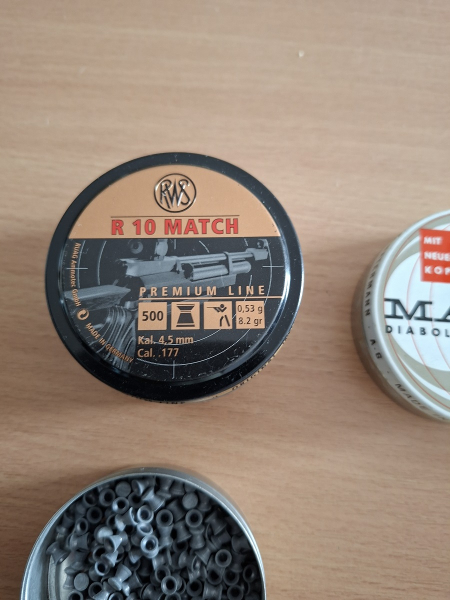 RWS
R 10 MATCH
PREMIUM LINE
500
0,53 g
8.2 gr
Kal. 4,5 mm
Cal. .177
RUAG Ammotec GmbH
MADE IN GERMANY
MIT
NEUE
KOP
MA
DIABOL